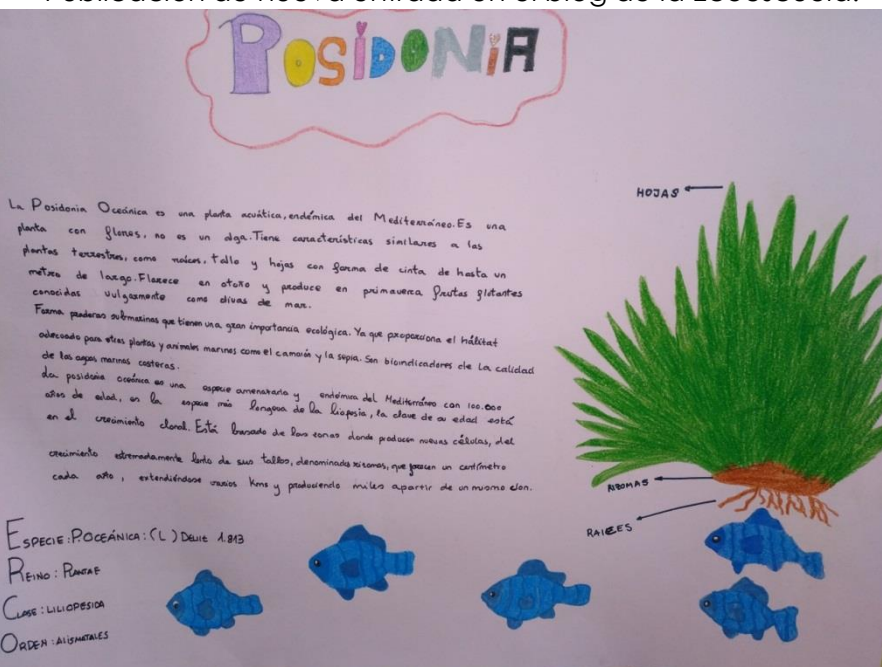 Publicación de nueva entrada en el blog de la Ecoescuela.
POSIDONIA
La Posidonia Oceánica es una planta acuática, endémica del Mediterráneo. Es una
planta con flores, no es un alga. Tiene características similares a las
plantas terrestres, como raíces, tallo y hojas con forma de cinta de hasta un
metro de largo. Florece en otoño y produce en primavera frutos flotantes
conocidos vulgarmente como olivas de mar.
Forma praderas submarinas que tienen una gran importancia ecológica. Ya que proporciona el hábitat
adecuado para otras plantas y animales marinos como el camarón y la sepia. Son bioindicadores de la calidad
de las aguas marinas costeras.
La posidonia oceánica es una especie amenazada y endémica del Mediterráneo con 100.000
años de edad, es la especie más longeva de la biosfera, la clave de su edad está
en el crecimiento clonal. Está basado de las zonas donde producen nuevas células, del
crecimiento extremadamente lento de sus tallos, denominados rizomas, que crecen un centímetro
cada año, extendiéndose varios Kms y produciendo miles apartir de un mismo clon.
HOJAS
RIZOMAS
RAICES
ESPECIE: P.OCEÁNICA: (L) Delile 1.813
REINO: PLANTAE
CLASE: LILIOPESIDA
ORDEN: ALISMATALES